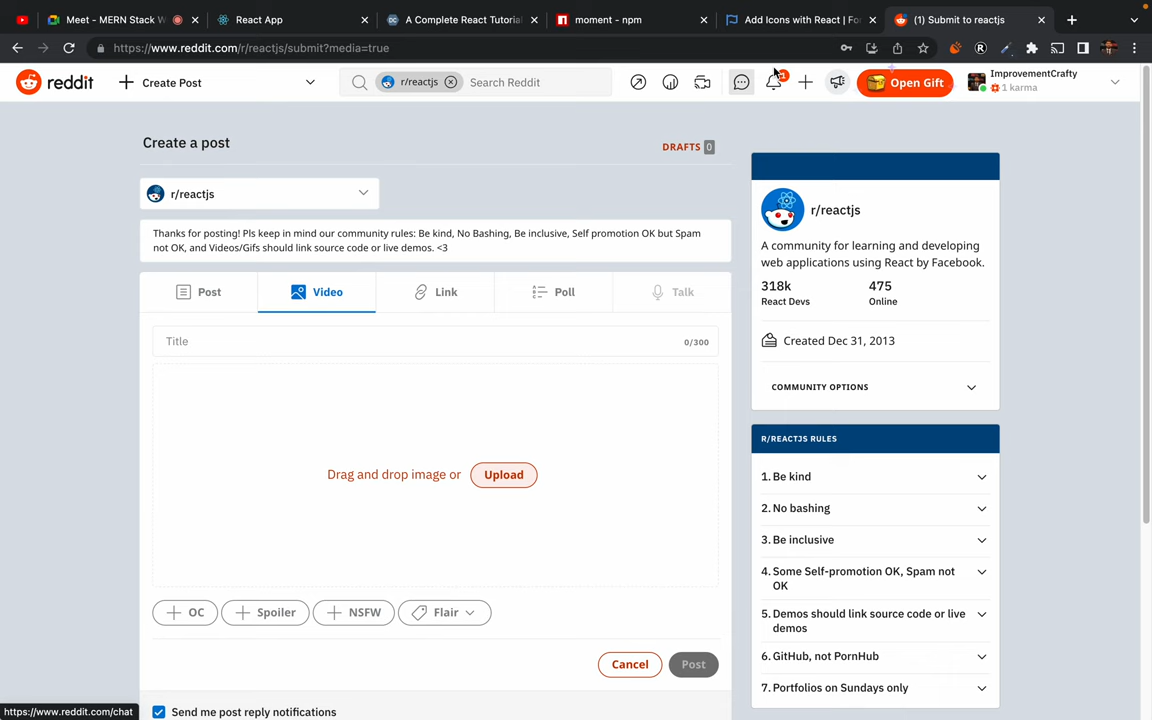 Meet - MERN Stack W
React App
A Complete React Tutorial
moment - npm
Add Icons with React | Fo
(1) Submit to reactjs
https://www.reddit.com/r/reactjs/submit?media=true
reddit
Create Post
r/reactjs
Search Reddit
1
Open Gift
ImprovementCrafty
1 karma
Create a post
DRAFTS 0
r/reactjs
Thanks for posting! Pls keep in mind our community rules: Be kind, No Bashing, Be inclusive, Self promotion OK but Spam
not OK, and Videos/Gifs should link source code or live demos. <3
Post
Video
Link
Poll
Talk
Title
0/300
Drag and drop image or
Upload
OC
Spoiler
NSFW
Flair
Cancel
Post
Send me post reply notifications
r/reactjs
A community for learning and developing
web applications using React by Facebook.
318k
475
React Devs
Online
Created Dec 31, 2013
COMMUNITY OPTIONS
R/REACTJS RULES
1. Be kind
2. No bashing
3. Be inclusive
4. Some Self-promotion OK, Spam not
OK
5. Demos should link source code or live
demos
6. GitHub, not PornHub
7. Portfolios on Sundays only
https://www.reddit.com/chat